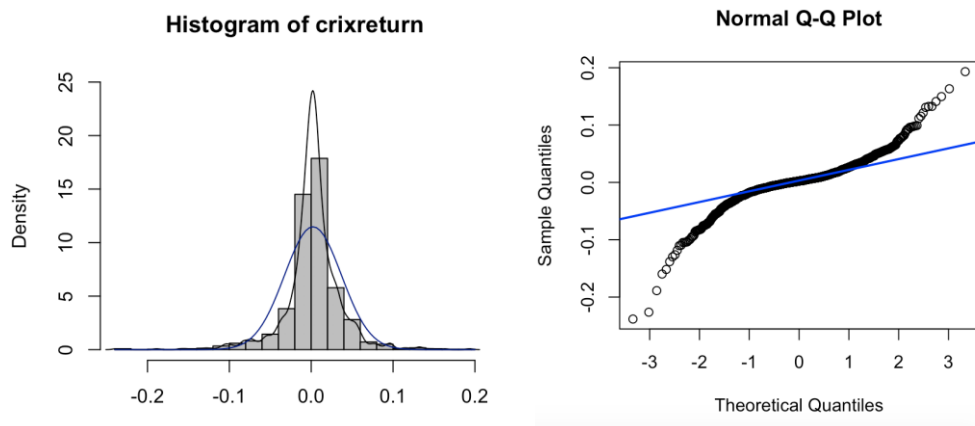 Histogram of crixreturn
Density
25
20
15
10
5
0
-0.2 -0.1 0.0 0.1 0.2
Normal Q-Q Plot
Sample Quantiles
0.2
0.1
0.0
-0.1
-0.2
-3 -2 -1 0 1 2 3
Theoretical Quantiles